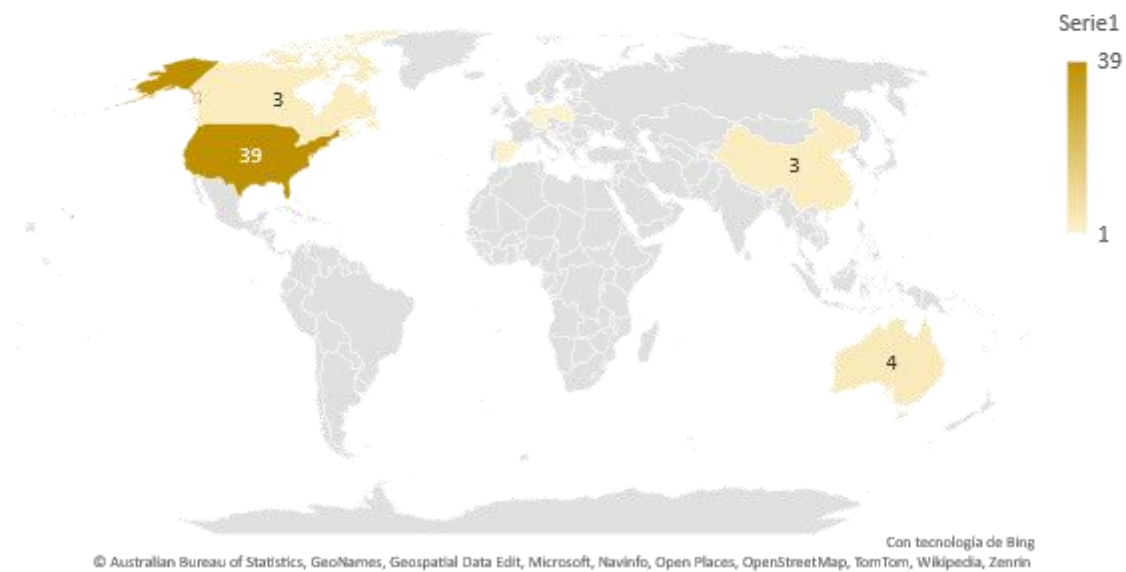 Serie1
39
3
39
3
1
4
Con tecnología de Bing
© Australian Bureau of Statistics, GeoNames, Geospatial Data Edit, Microsoft, Navinfo, Open Places, OpenStreetMap, TomTom, Wikipedia, Zenrin